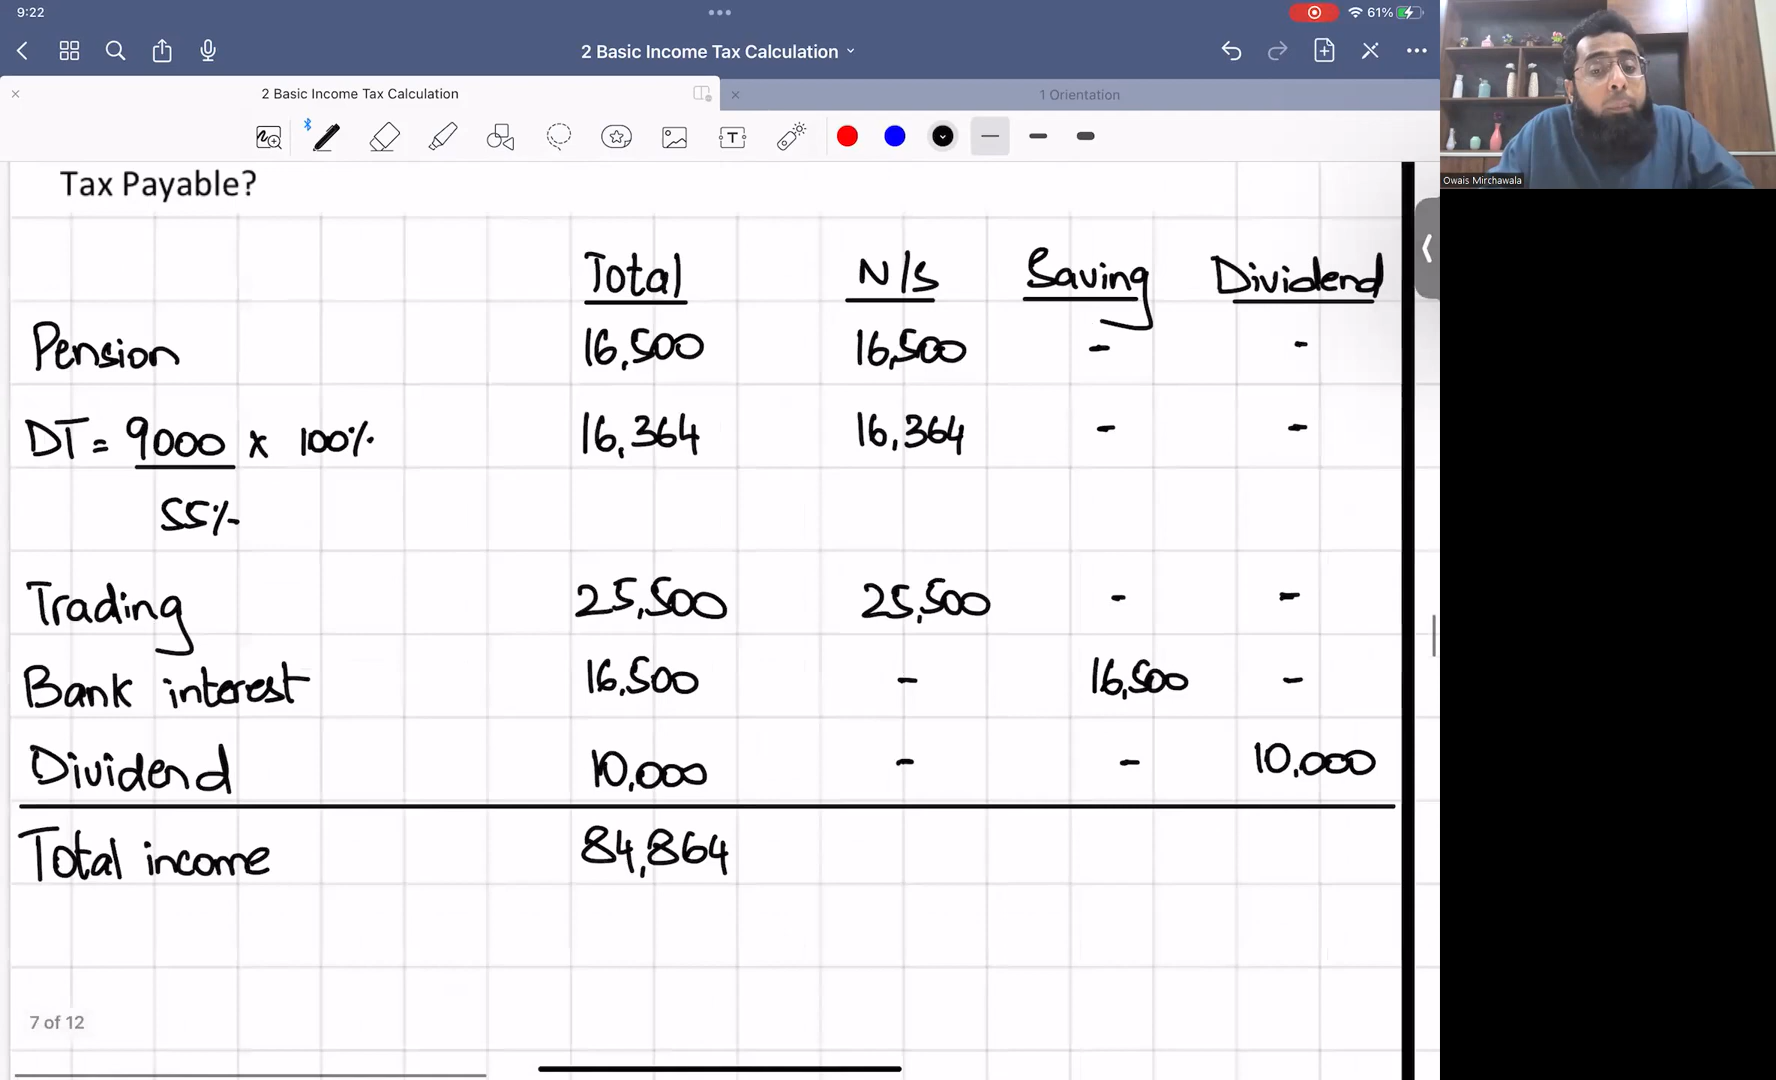 9:22
61%
2 Basic Income Tax Calculation
2 Basic Income Tax Calculation
1 Orientation
T
Owais Mirchawala
Tax Payable?
Total N/S Saving Dividend
Pension 16,500 16,500 - -
DT = 9000 x 100% 16,364 16,364 - -
55%
Trading 25,500 25,500 - -
Bank interest 16,500 - 16,500 -
Dividend 10,000 - - 10,000
Total income 84,864
7 of 12